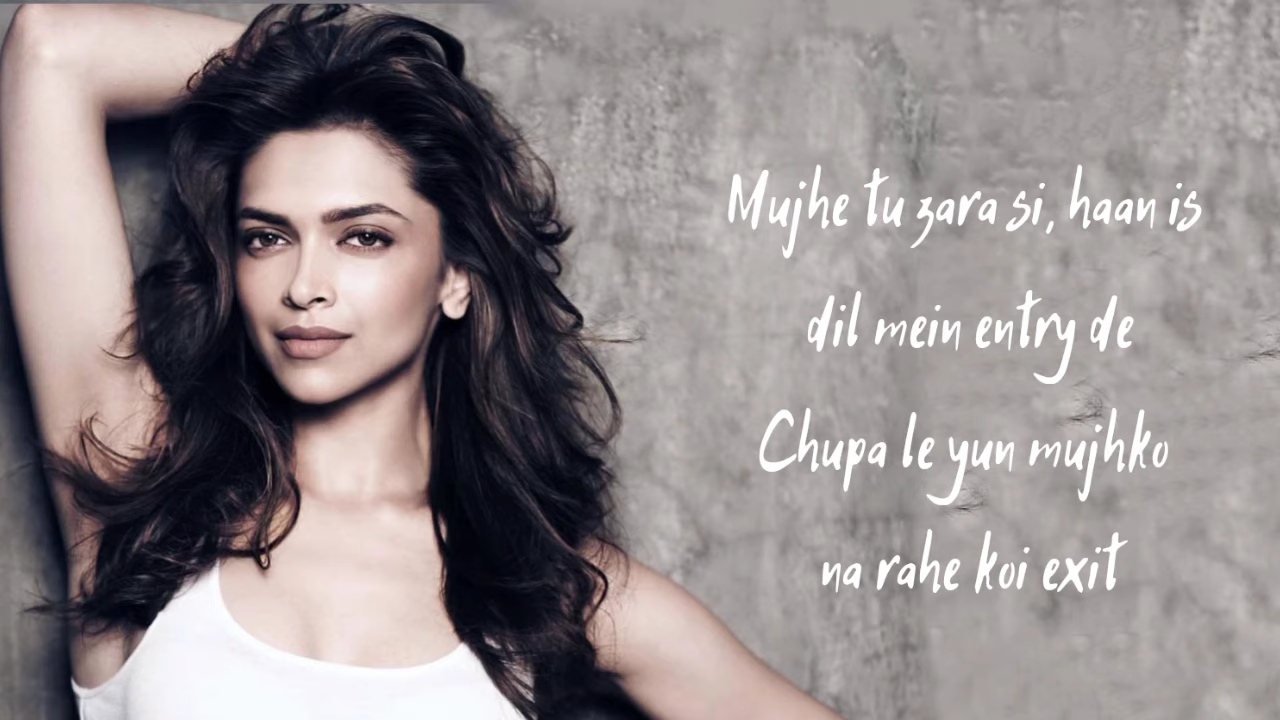 Mujhe tu zara si, haan is
dil mein entry de
Chupa le yun mujhko
na rahe koi exit